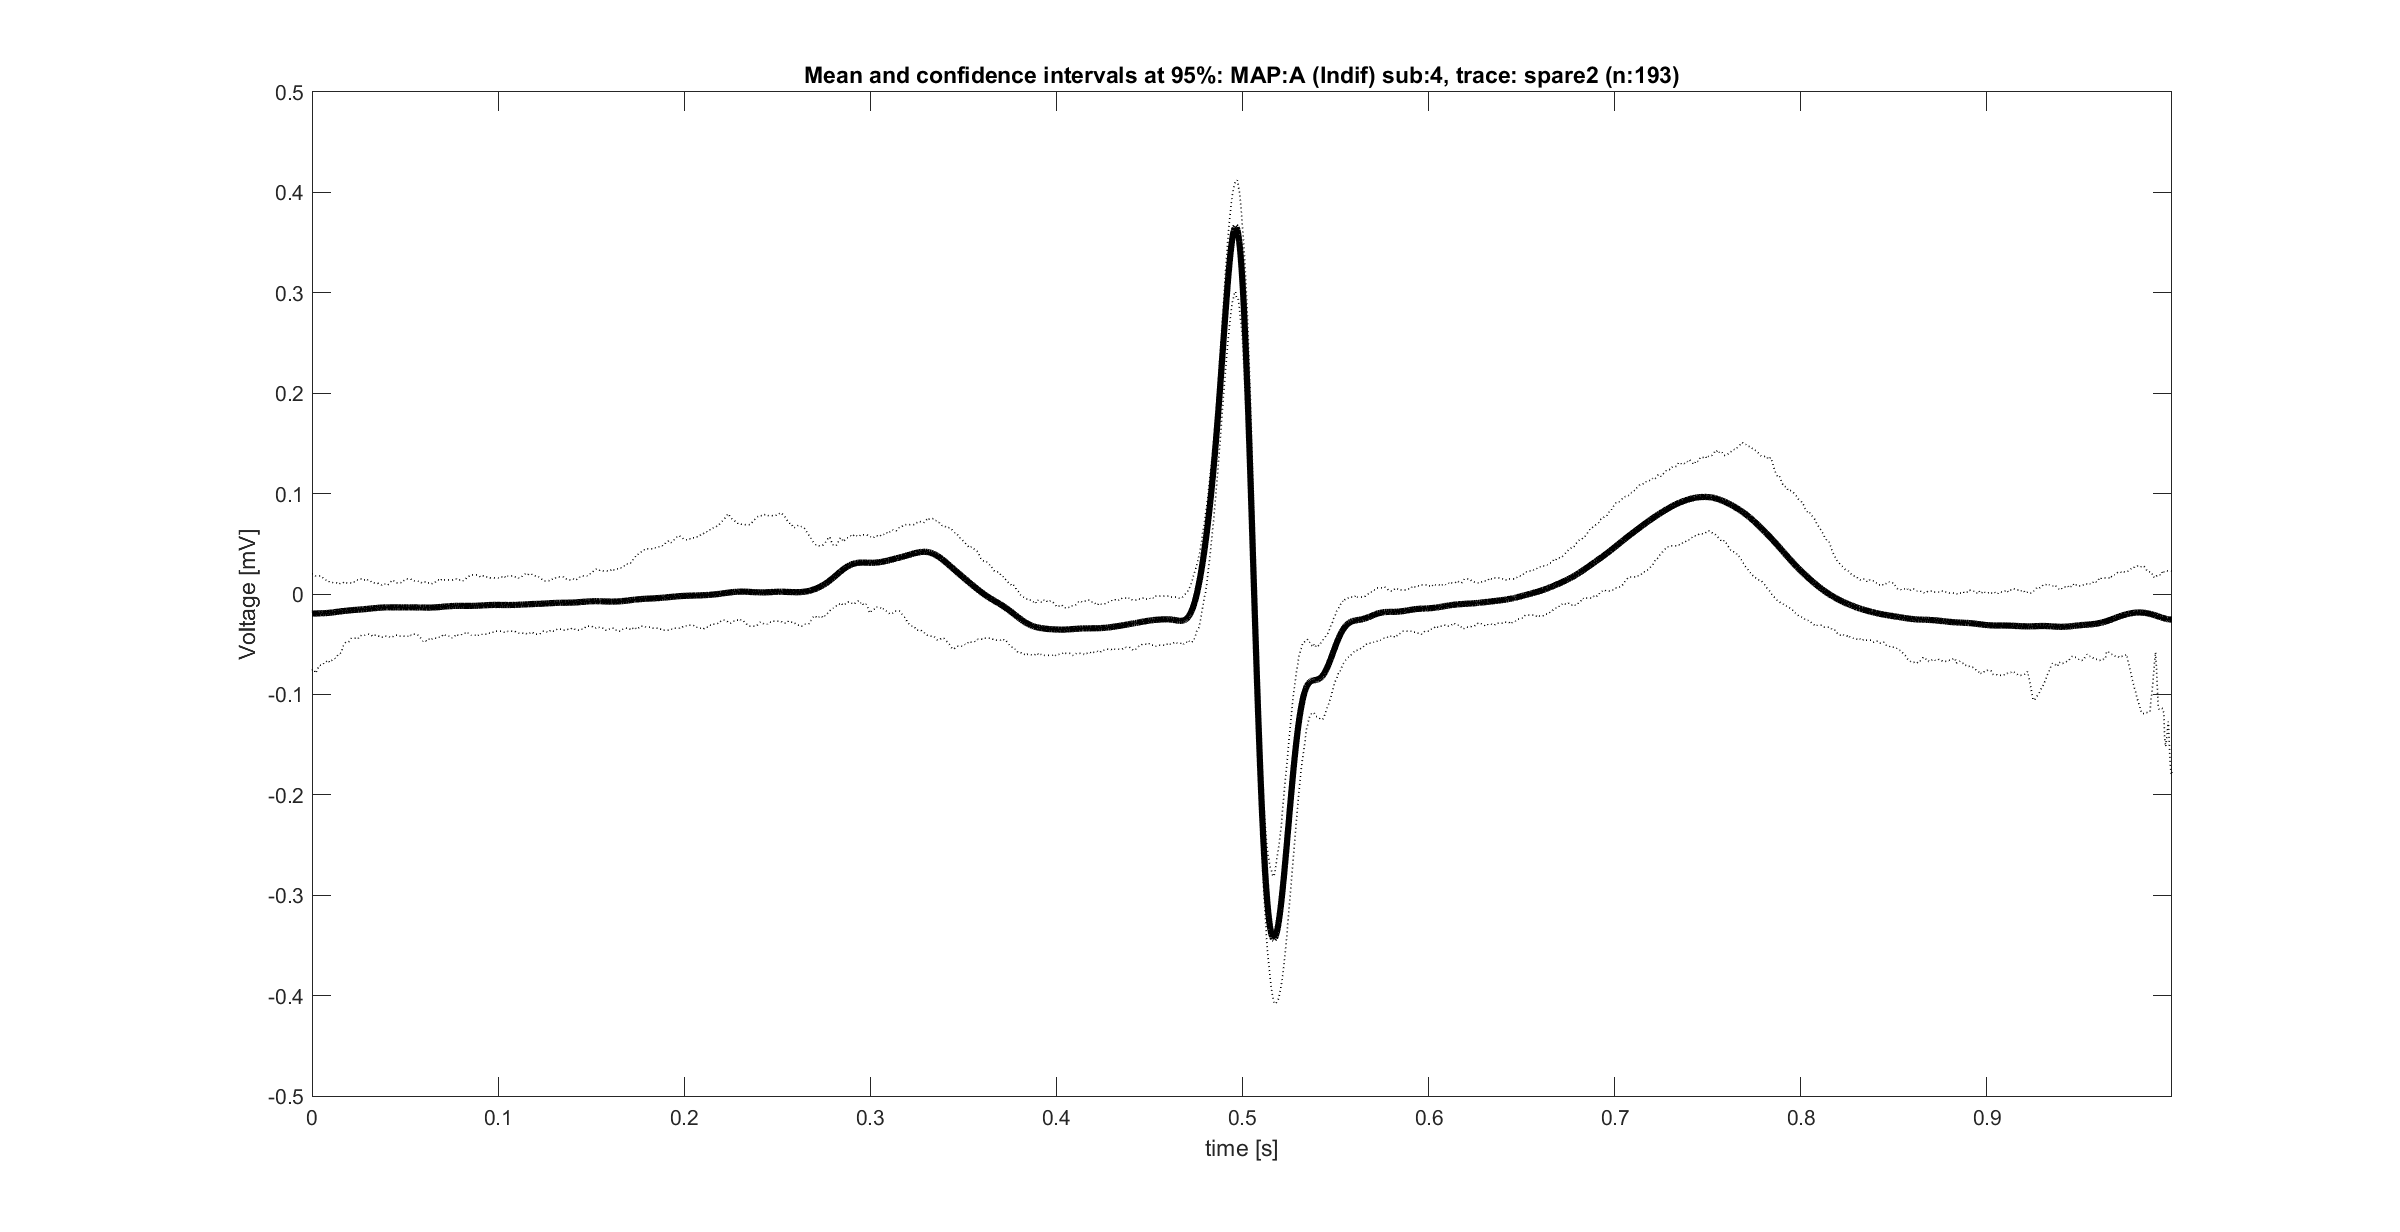 Mean and confidence intervals at 95%: MAP:A (Indif) sub:4, trace: spare2 (n:193)
0.5
0.4
0.3
0.2
0.1
0
-0.1
-0.2
-0.3
-0.4
-0.5
Voltage [mV]
0 0.1 0.2 0.3 0.4 0.5 0.6 0.7 0.8 0.9
time [s]